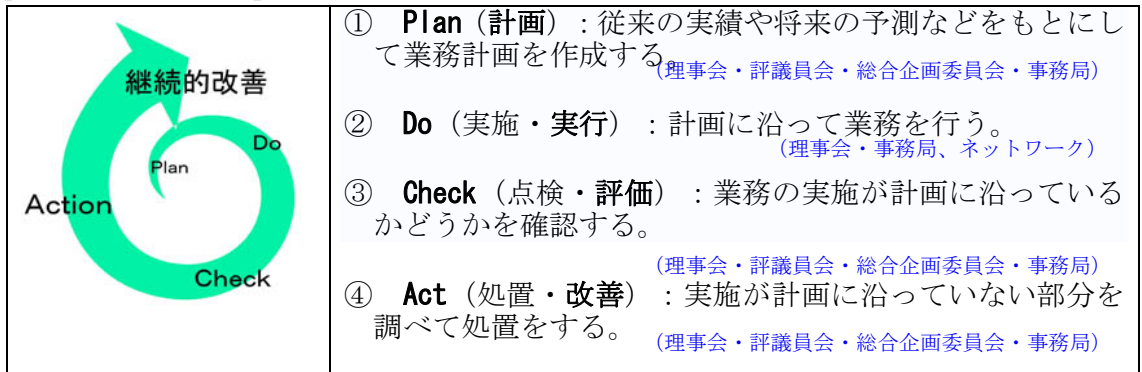 継続的改善
Do
Plan
Action
Check
① Plan（計画）：従来の実績や将来の予測などをもとにし
て業務計画を作成する。
（理事会・評議員会・総合企画委員会・事務局）
② Do（実施・実行）：計画に沿って業務を行う。
（理事会・事務局、ネットワーク）
③ Check（点検・評価）：業務の実施が計画に沿っている
かどうかを確認する。
（理事会・評議員会・総合企画委員会・事務局）
④ Act（処置・改善）：実施が計画に沿っていない部分を
調べて処置をする。
（理事会・評議員会・総合企画委員会・事務局）